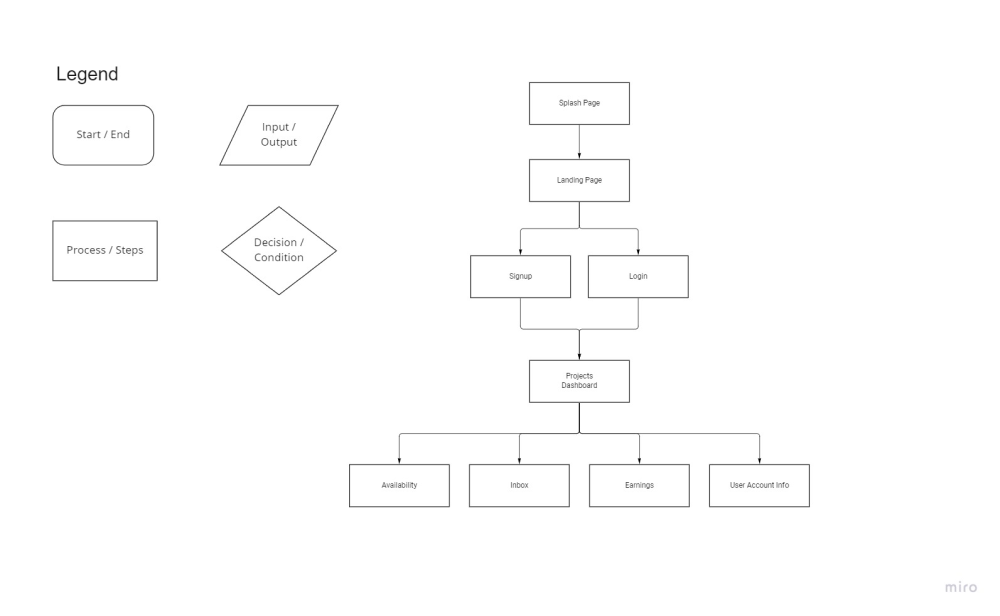 Legend
Start / End
Input /
Output
Process / Steps
Decision /
Condition
Splash Page
Landing Page
Signup
Login
Projects
Dashboard
Availability
Inbox
Earnings
User Account Info
miro